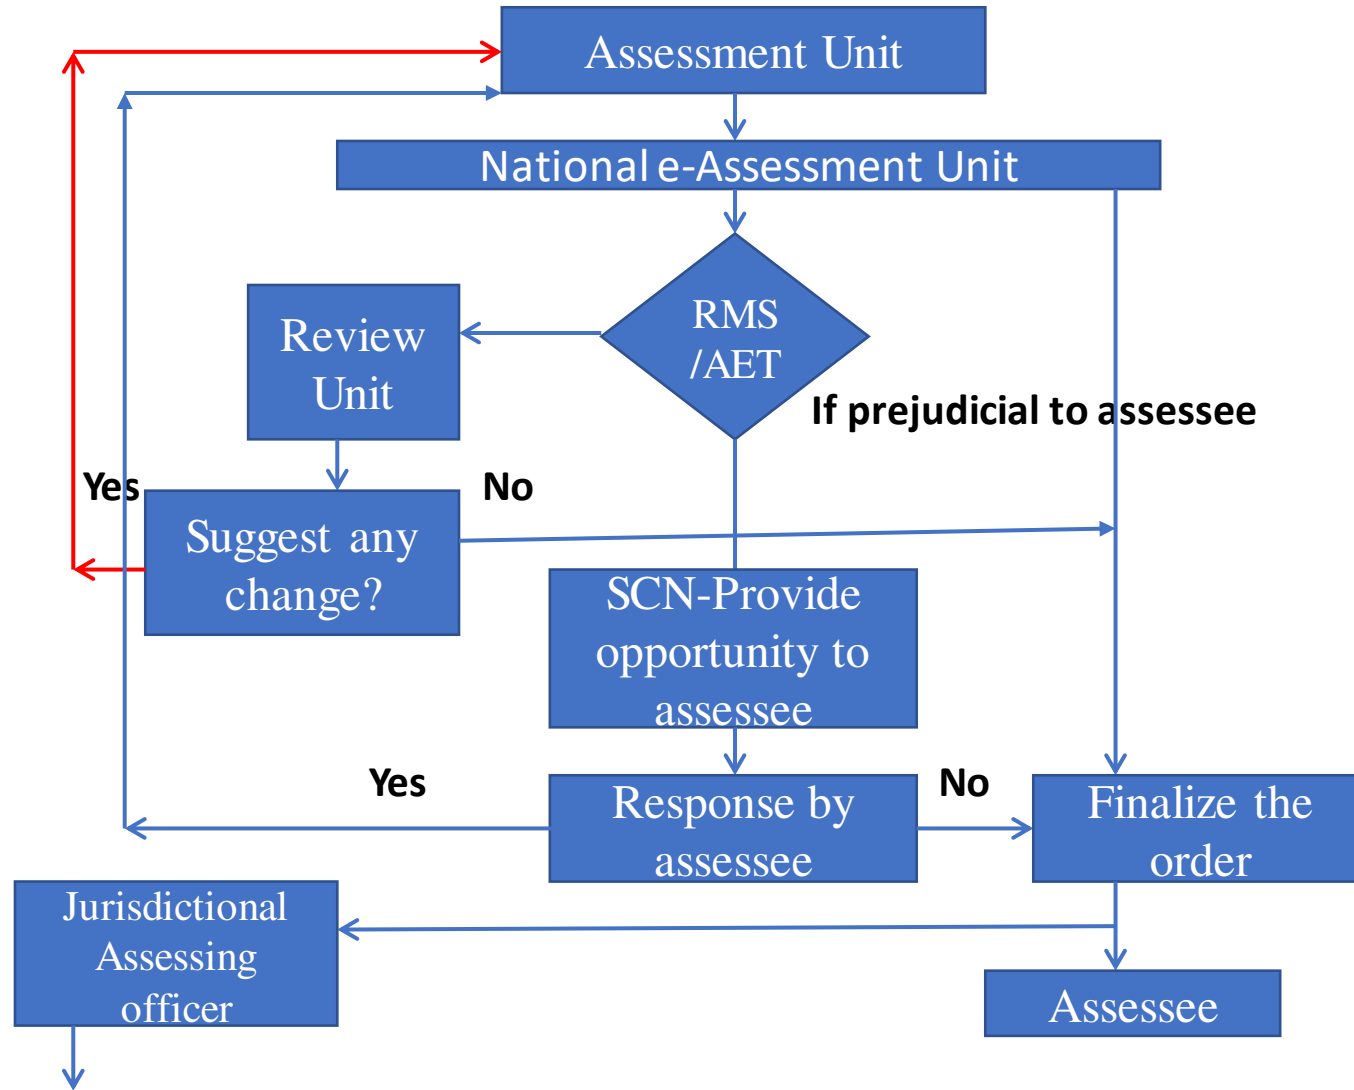 Assessment Unit
National e-Assessment Unit
RMS
/AET
Review
Unit
If prejudicial to assessee
Yes
No
Suggest any
change?
SCN-Provide
opportunity to
assessee
Yes
No
Response by
assessee
Finalize the
order
Jurisdictional
Assessing
officer
Assessee